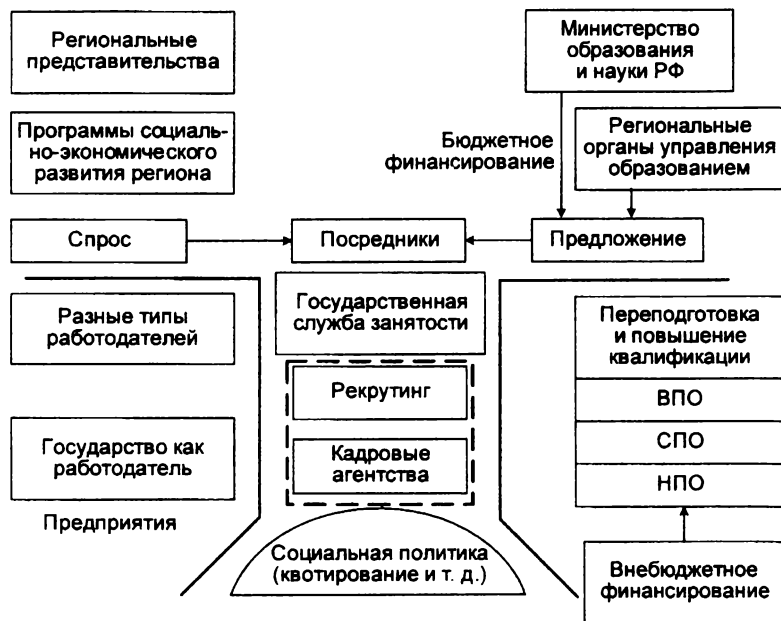 Региональные
представительства
Министерство
образования
и науки РФ
Программы социаль-
но-экономического
развития региона
Бюджетное
финансирование
Региональные
органы управления
образованием
Спрос
Посредники
Предложение
Разные типы
работодателей
Государственная
служба занятости
Переподготовка
и повышение
квалификации
Рекрутинг
ВПО
Государство как
работодатель
Кадровые
агентства
СПО
НПО
Предприятия
Социальная политика
(квотирование и т. д.)
Внебюджетное
финансирование